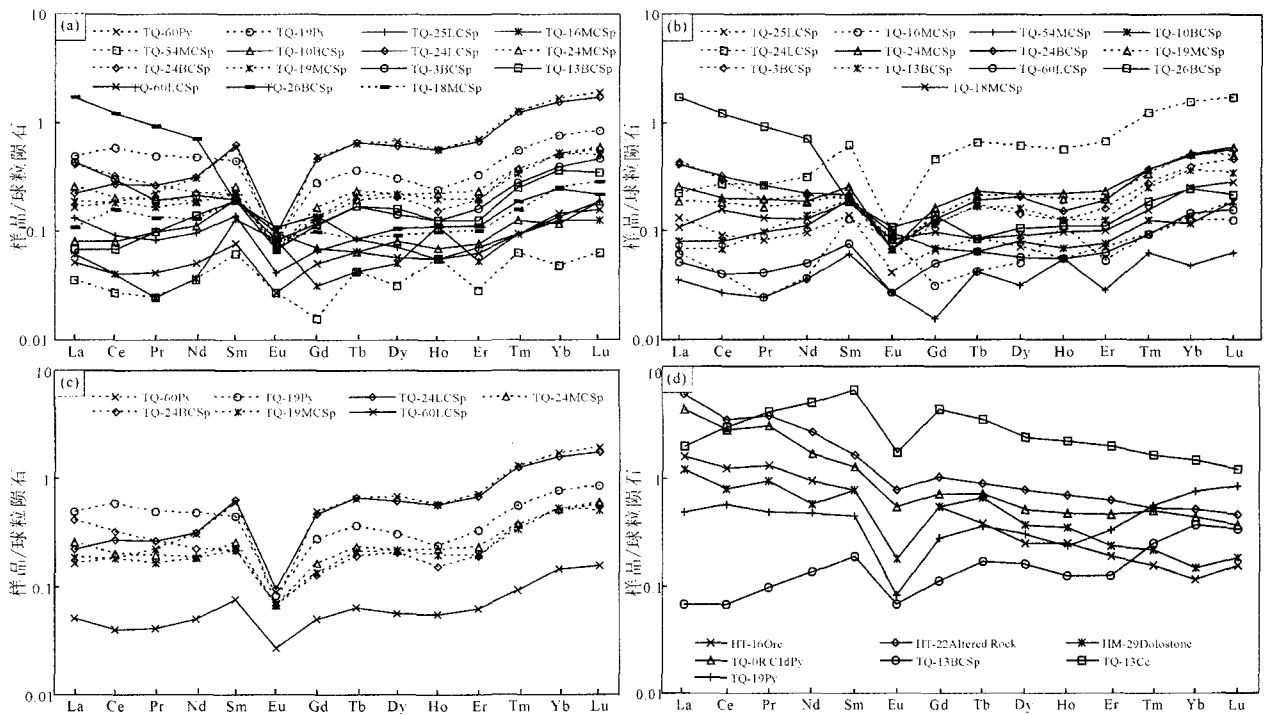 10
(a)
TQ-60Py TQ-19Py TQ-25LCSp TQ-16MCSp
TQ-54MCSp TQ-10BCSp TQ-24LCSp TQ-24MCSp
TQ-24BCSp TQ-19MCSp TQ-3BCSp TQ-13BCSp
TQ-60LCSp TQ-26BCSp TQ-18MCSp
1
0.1
0.01
样品/球粒陨石
La Ce Pr Nd Sm Eu Gd Tb Dy Ho Er Tm Yb Lu
10
(b)
TQ-25LCSp TQ-16MCSp TQ-54MCSp TQ-10BCSp
TQ-24LCSp TQ-24MCSp TQ-24BCSp TQ-19MCSp
TQ-3BCSp TQ-13BCSp TQ-60LCSp TQ-26BCSp
TQ-18MCSp
1
0.1
0.01
样品/球粒陨石
La Ce Pr Nd Sm Eu Gd Tb Dy Ho Er Tm Yb Lu
10
(c)
TQ-60Py TQ-19Py TQ-24LCSp TQ-24MCSp
TQ-24BCSp TQ-19MCSp TQ-60LCSp
1
0.1
0.01
样品/球粒陨石
La Ce Pr Nd Sm Eu Gd Tb Dy Ho Er Tm Yb Lu
10
(d)
1
0.1
0.01
样品/球粒陨石
HT-16Ore HT-22Altered Rock HM-29Dolostone
TQ-13BCSp TQ-13Cc
TQ-19Py
La Ce Pr Nd Sm Eu Gd Tb Dy Ho Er Tm Yb Lu